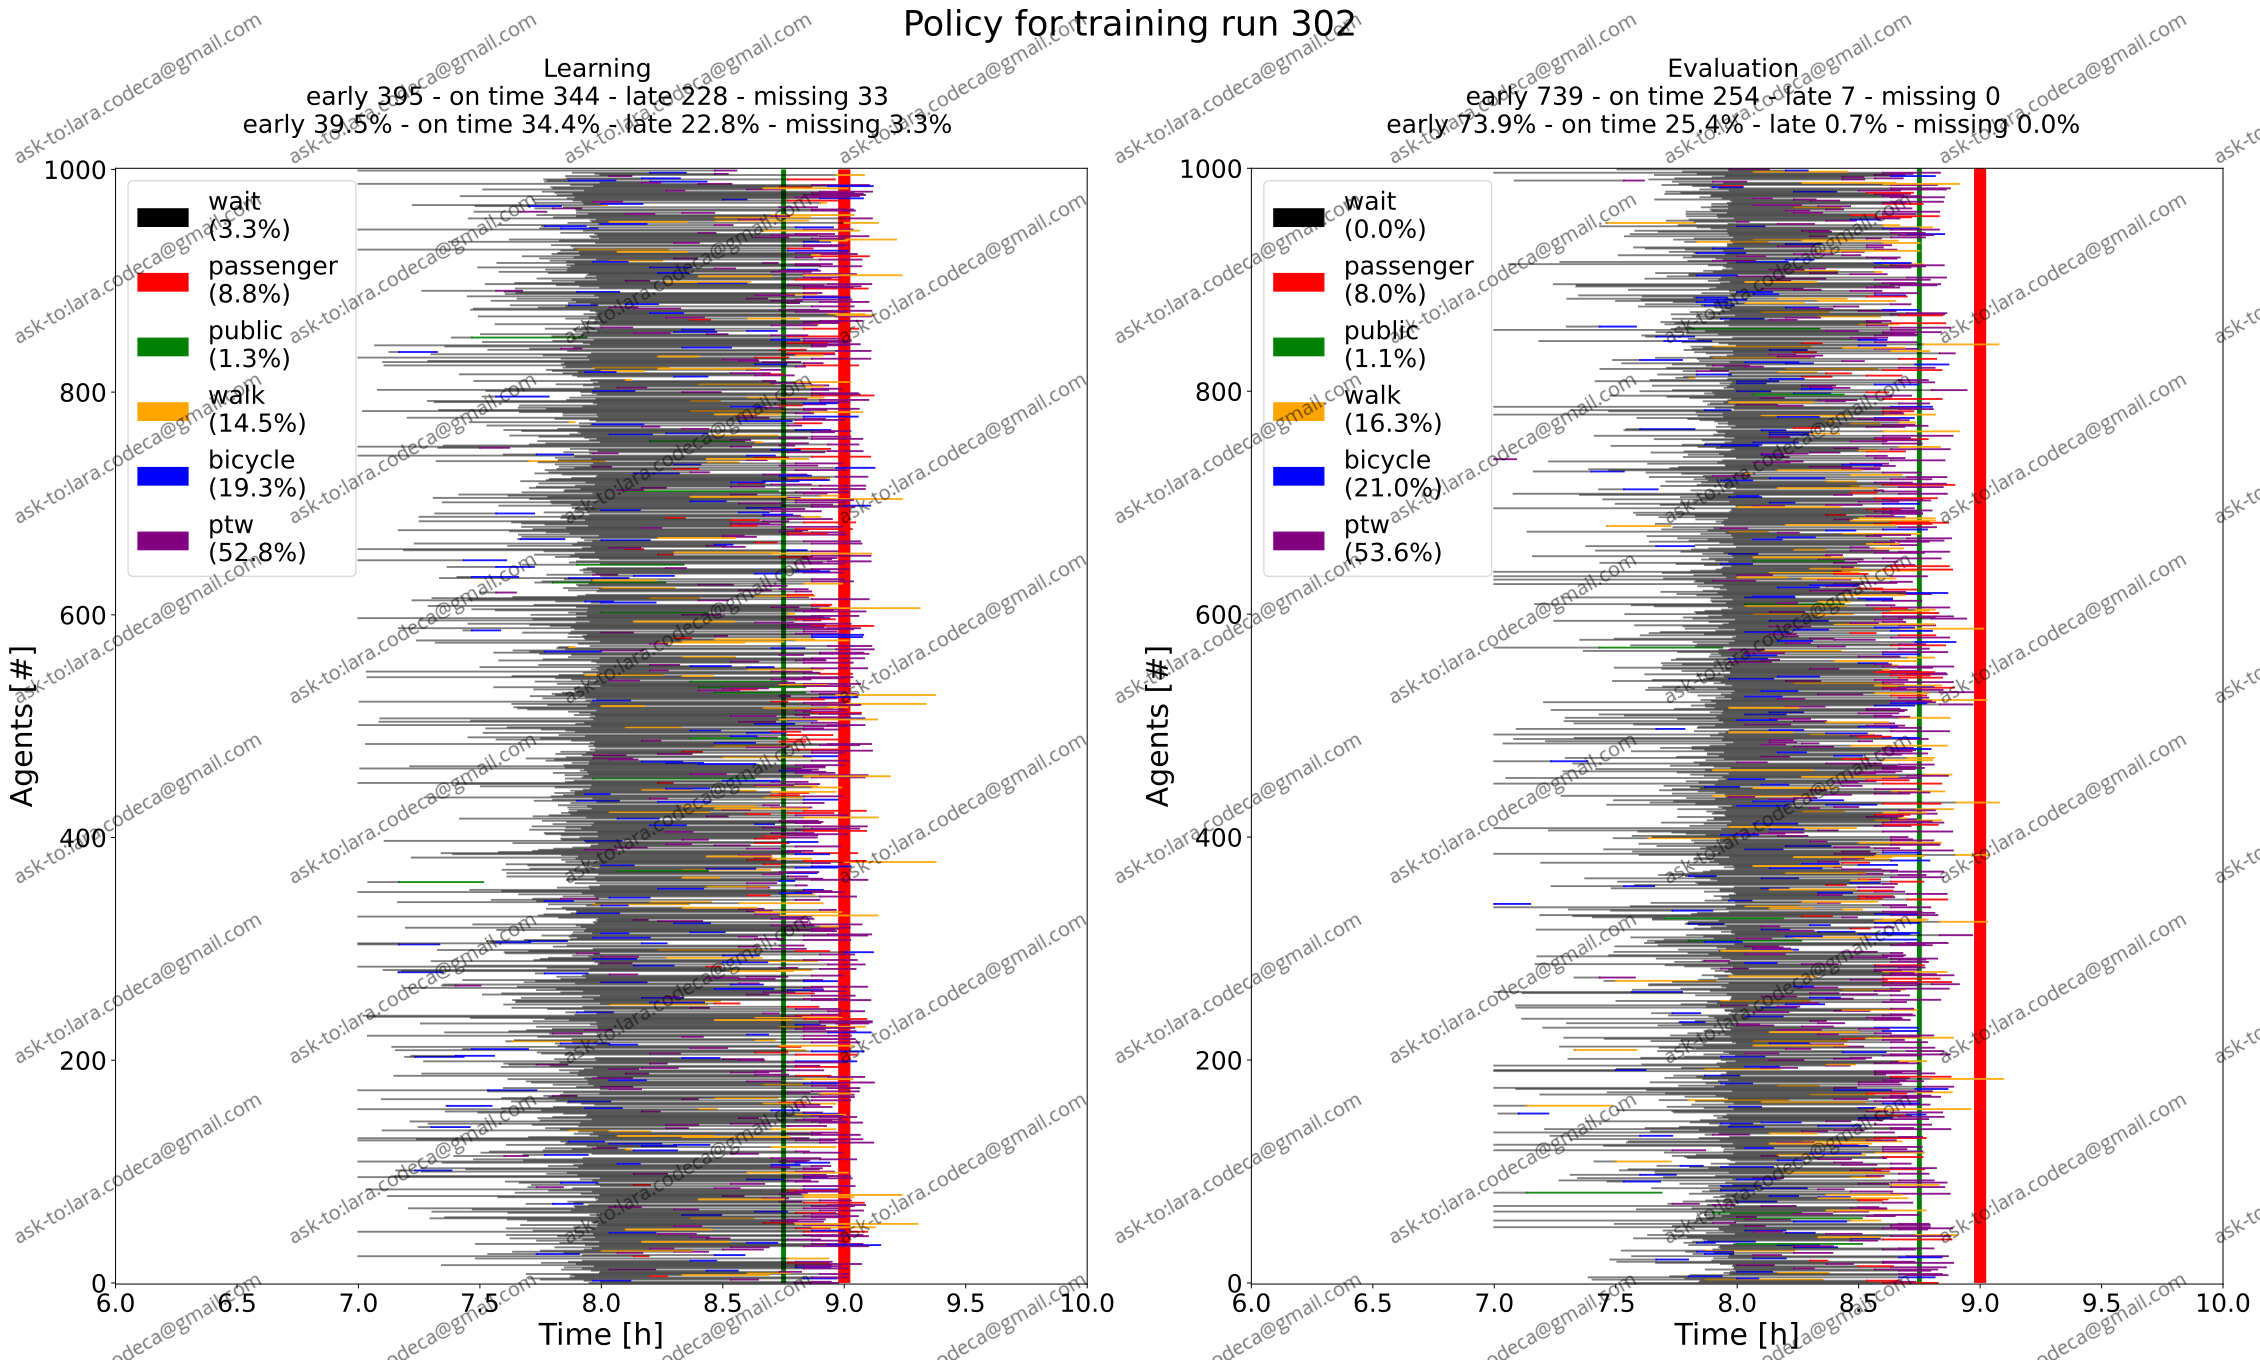 Policy for training run 302
Learning
early 395 - on time 344 - late 228 - missing 33
early 39.5% - on time 34.4% - late 22.8% - missing 3.3%
1000
800
600
400
200
0
Agents [#]
wait
(3.3%)
passenger
(8.8%)
public
(1.3%)
walk
(14.5%)
bicycle
(19.3%)
ptw
(52.8%)
6.0 6.5 7.0 7.5 8.0 8.5 9.0 9.5 10.0
Time [h]
Evaluation
early 739 - on time 254 - late 7 - missing 0
early 73.9% - on time 25.4% - late 0.7% - missing 0.0%
1000
800
600
400
200
0
Agents [#]
wait
(0.0%)
passenger
(8.0%)
public
(1.1%)
walk
(16.3%)
bicycle
(21.0%)
ptw
(53.6%)
6.0 6.5 7.0 7.5 8.0 8.5 9.0 9.5 10.0
Time [h]
ask-to:lara.codeca@gmail.com